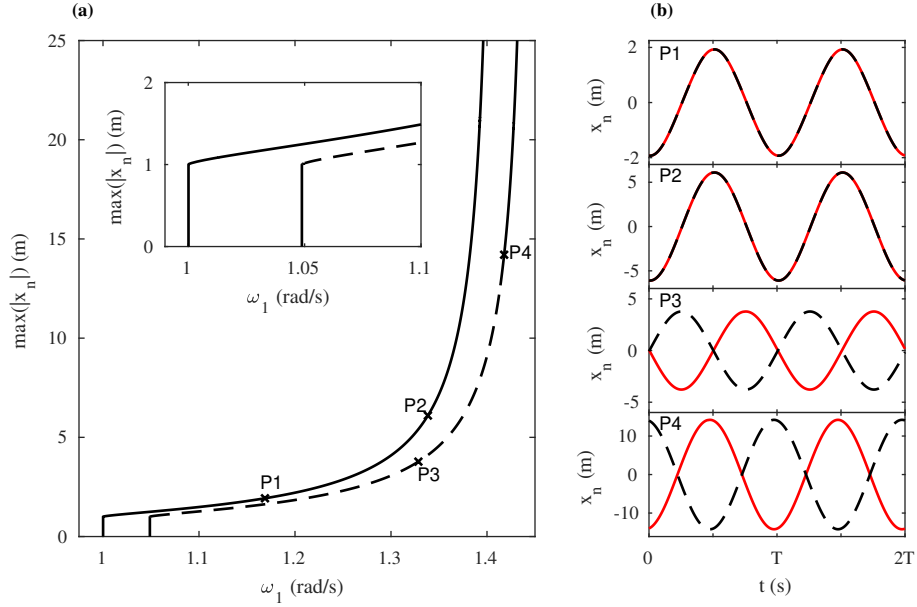 (a)
25
20
15
10
5
0
max(|x_n|) (m)
1
1.1
1.2
1.3
1.4
ω_1 (rad/s)
P1
P2
P3
P4
2
1
0
max(|x_n|) (m)
1
1.05
1.1
ω_1 (rad/s)
(b)
P1
2
0
-2
x_n (m)
P2
5
0
-5
x_n (m)
P3
5
0
-5
x_n (m)
P4
10
0
-10
x_n (m)
0
T
2T
t (s)